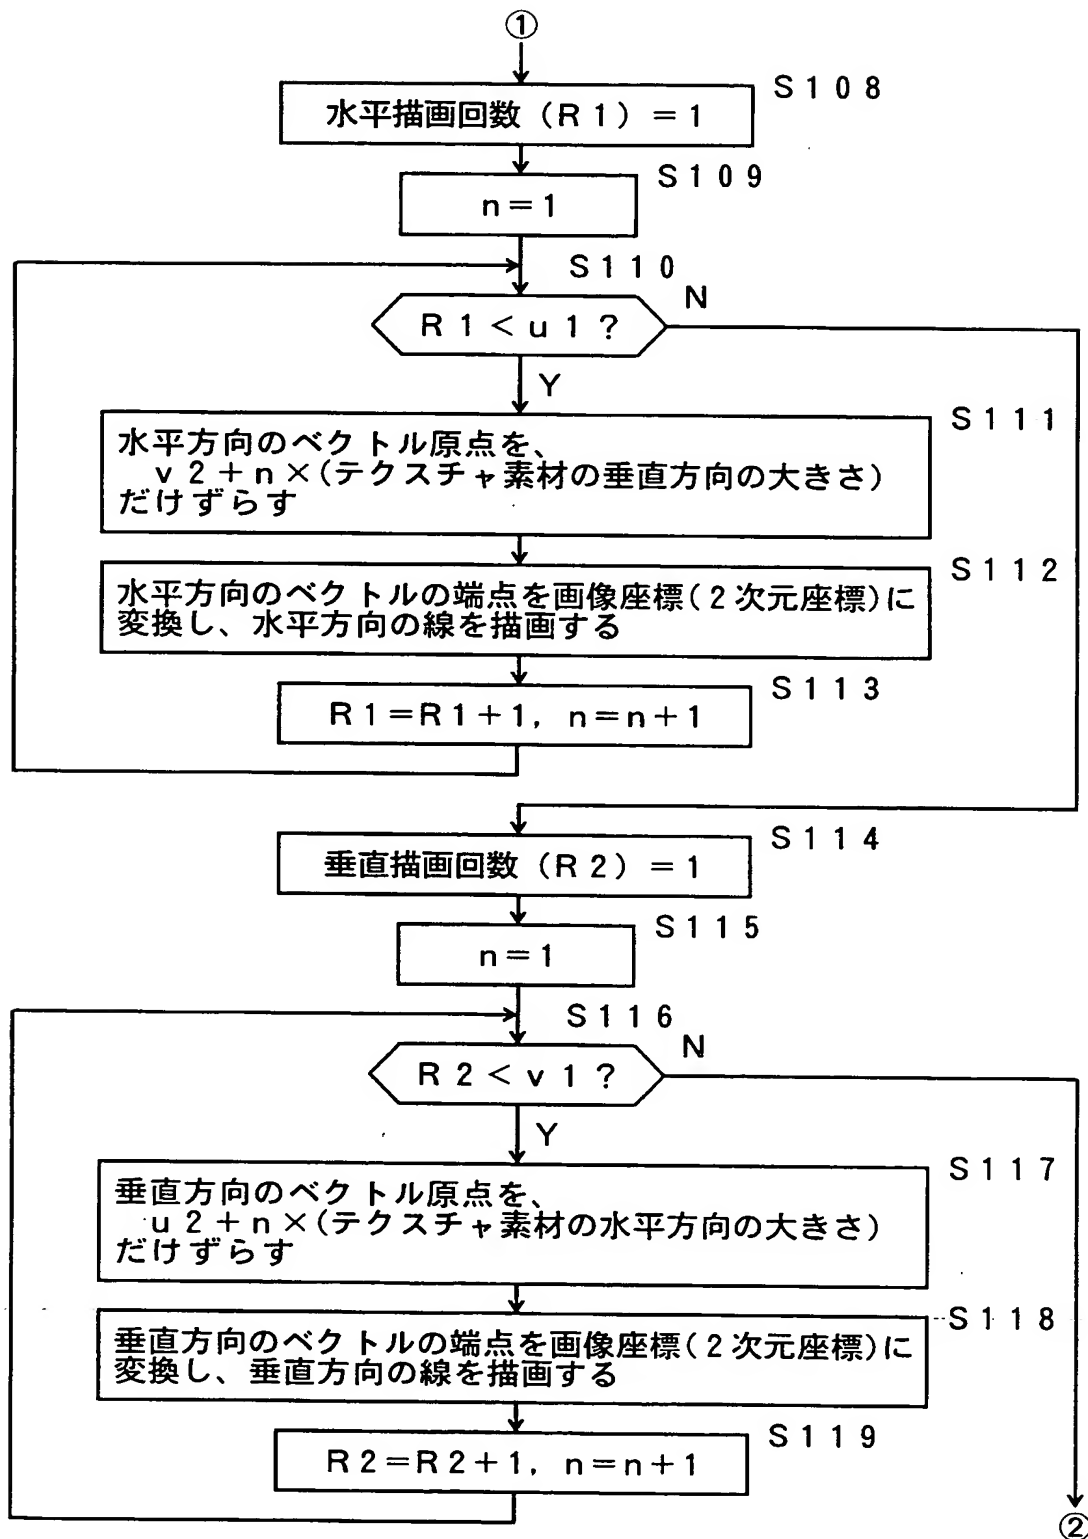 ①
S108
水平描画回数（R1）＝1
S109
n＝1
S110
N
R1＜u1？
Y
S111
水平方向のベクトル原点を、
v2＋n×(テクスチャ素材の垂直方向の大きさ)
だけずらす
S112
水平方向のベクトルの端点を画像座標(2次元座標)に
変換し、水平方向の線を描画する
S113
R1＝R1＋1，n＝n＋1
S114
垂直描画回数（R2）＝1
S115
n＝1
S116
N
R2＜v1？
Y
S117
垂直方向のベクトル原点を、
u2＋n×(テクスチャ素材の水平方向の大きさ)
だけずらす
S118
垂直方向のベクトルの端点を画像座標(2次元座標)に
変換し、垂直方向の線を描画する
S119
R2＝R2＋1，n＝n＋1
②